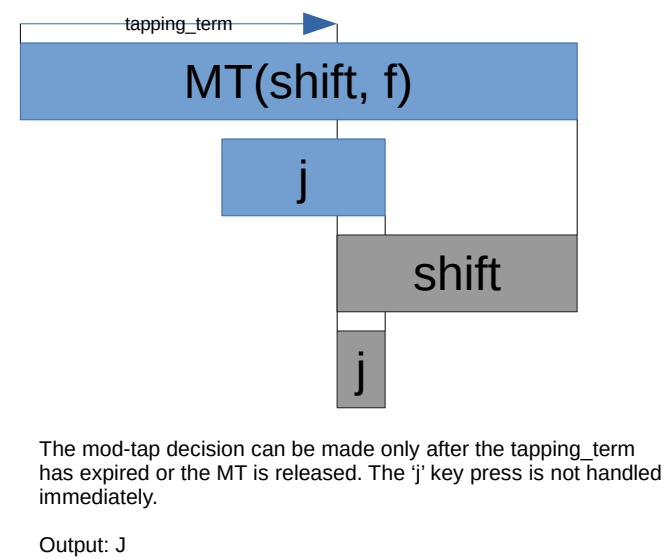 tapping_term
MT(shift, f)
j
shift
j
The mod-tap decision can be made only after the tapping_term
has expired or the MT is released. The ‘j’ key press is not handled
immediately.
Output: J